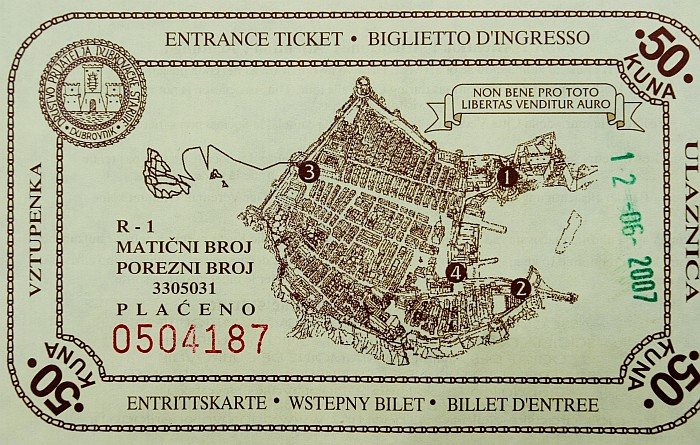 ENTRANCE TICKET • BIGLIETTO D'INGRESSO
• 50 •
KUNA
DUBROVNIK
NON BENE PRO TOTO
LIBERTAS VENDITUR AURO
VZTUPENKA
ULAZNICA
12-06-2007
1
3
4
2
R - 1
MATIČNI BROJ
POREZNI BROJ
3305031
PLAĆENO
0504187
• 50 •
KUNA
• 50 •
KUNA
ENTRITTSKARTE • WSTEPNY BILET • BILLET D'ENTREE